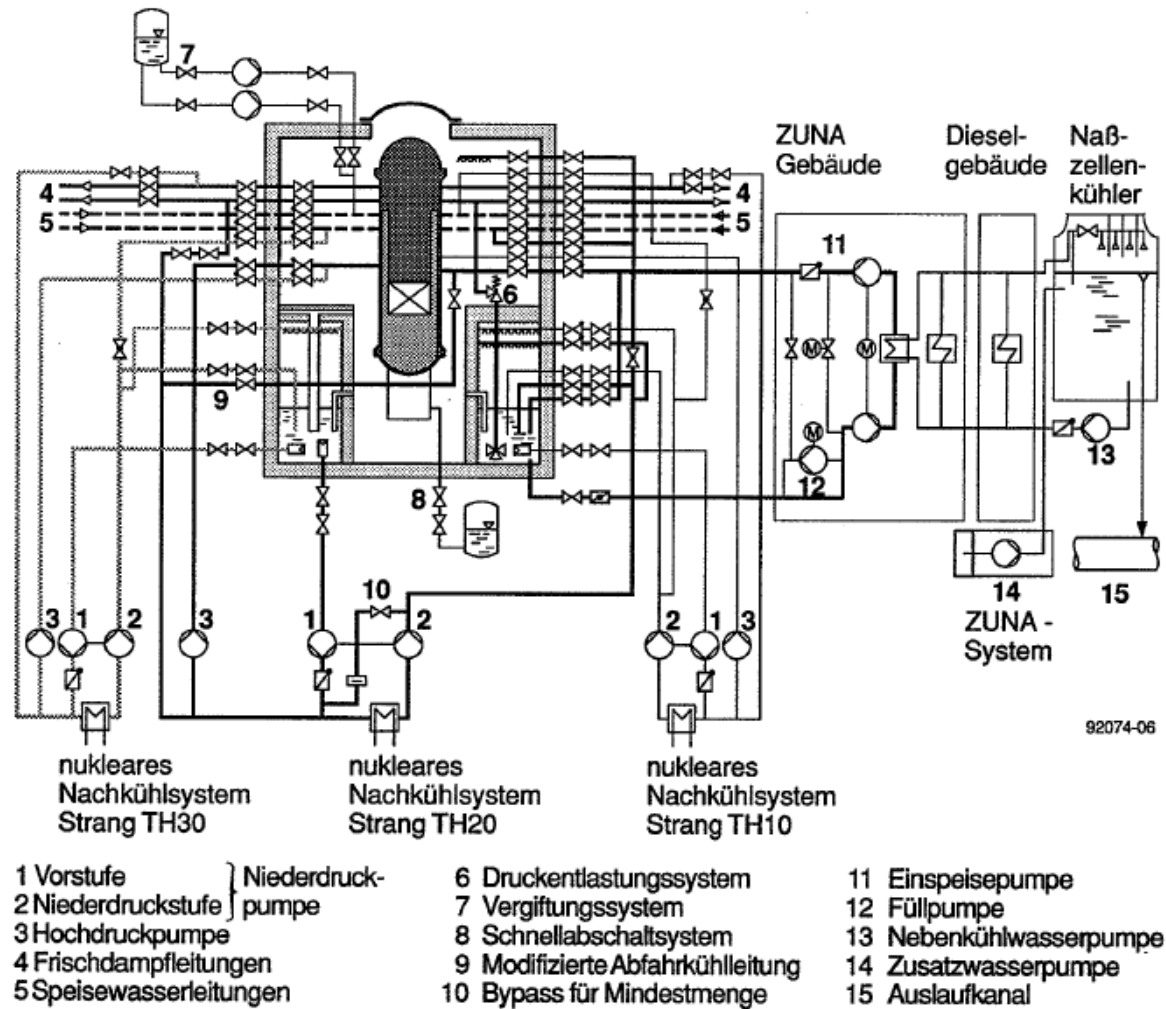 7
ZUNA
Gebäude
Diesel-
gebäude
Naß-
zellen-
kühler
4
5
4
5
6
11
M
M
9
8
M
12
13
10
14
15
ZUNA -
System
3
1
2
3
1
2
2
1
3
92074-06
nukleares
Nachkühlsystem
Strang TH30
nukleares
Nachkühlsystem
Strang TH20
nukleares
Nachkühlsystem
Strang TH10
1 Vorstufe
2 Niederdruckstufe
Niederdruck-
pumpe
3 Hochdruckpumpe
4 Frischdampfleitungen
5 Speisewasserleitungen
6 Druckentlastungssystem
7 Vergiftungssystem
8 Schnellabschaltsystem
9 Modifizierte Abfahrkühlleitung
10 Bypass für Mindestmenge
11 Einspeisepumpe
12 Füllpumpe
13 Nebenkühlwasserpumpe
14 Zusatzwasserpumpe
15 Auslaufkanal